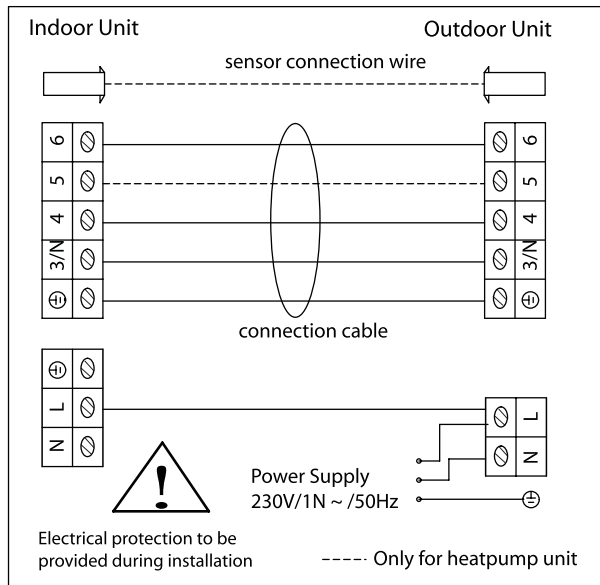 Indoor Unit
Outdoor Unit
sensor connection wire
6
5
4
3/N
6
5
4
3/N
connection cable
L
N
L
N
!
Power Supply
230V/1N ~ /50Hz
Electrical protection to be
provided during installation
Only for heatpump unit